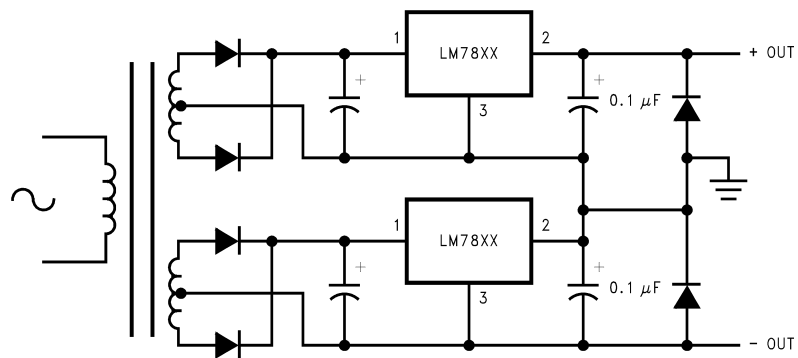 1 LM78XX 2 + OUT
+ + 0.1 μF
3
1 LM78XX 2
+ + 0.1 μF
3
- OUT